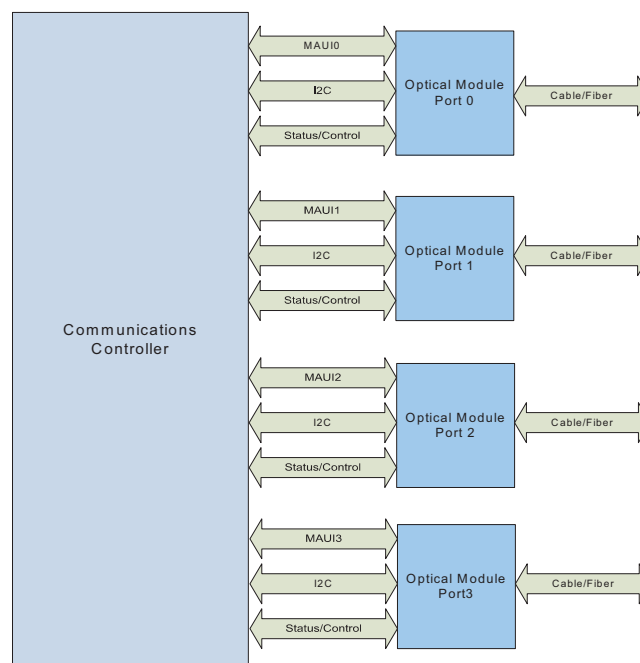 Communications
Controller
MAUI0
I2C
Status/Control
Optical Module
Port 0
Cable/Fiber
MAUI1
I2C
Status/Control
Optical Module
Port 1
Cable/Fiber
MAUI2
I2C
Status/Control
Optical Module
Port 2
Cable/Fiber
MAUI3
I2C
Status/Control
Optical Module
Port3
Cable/Fiber